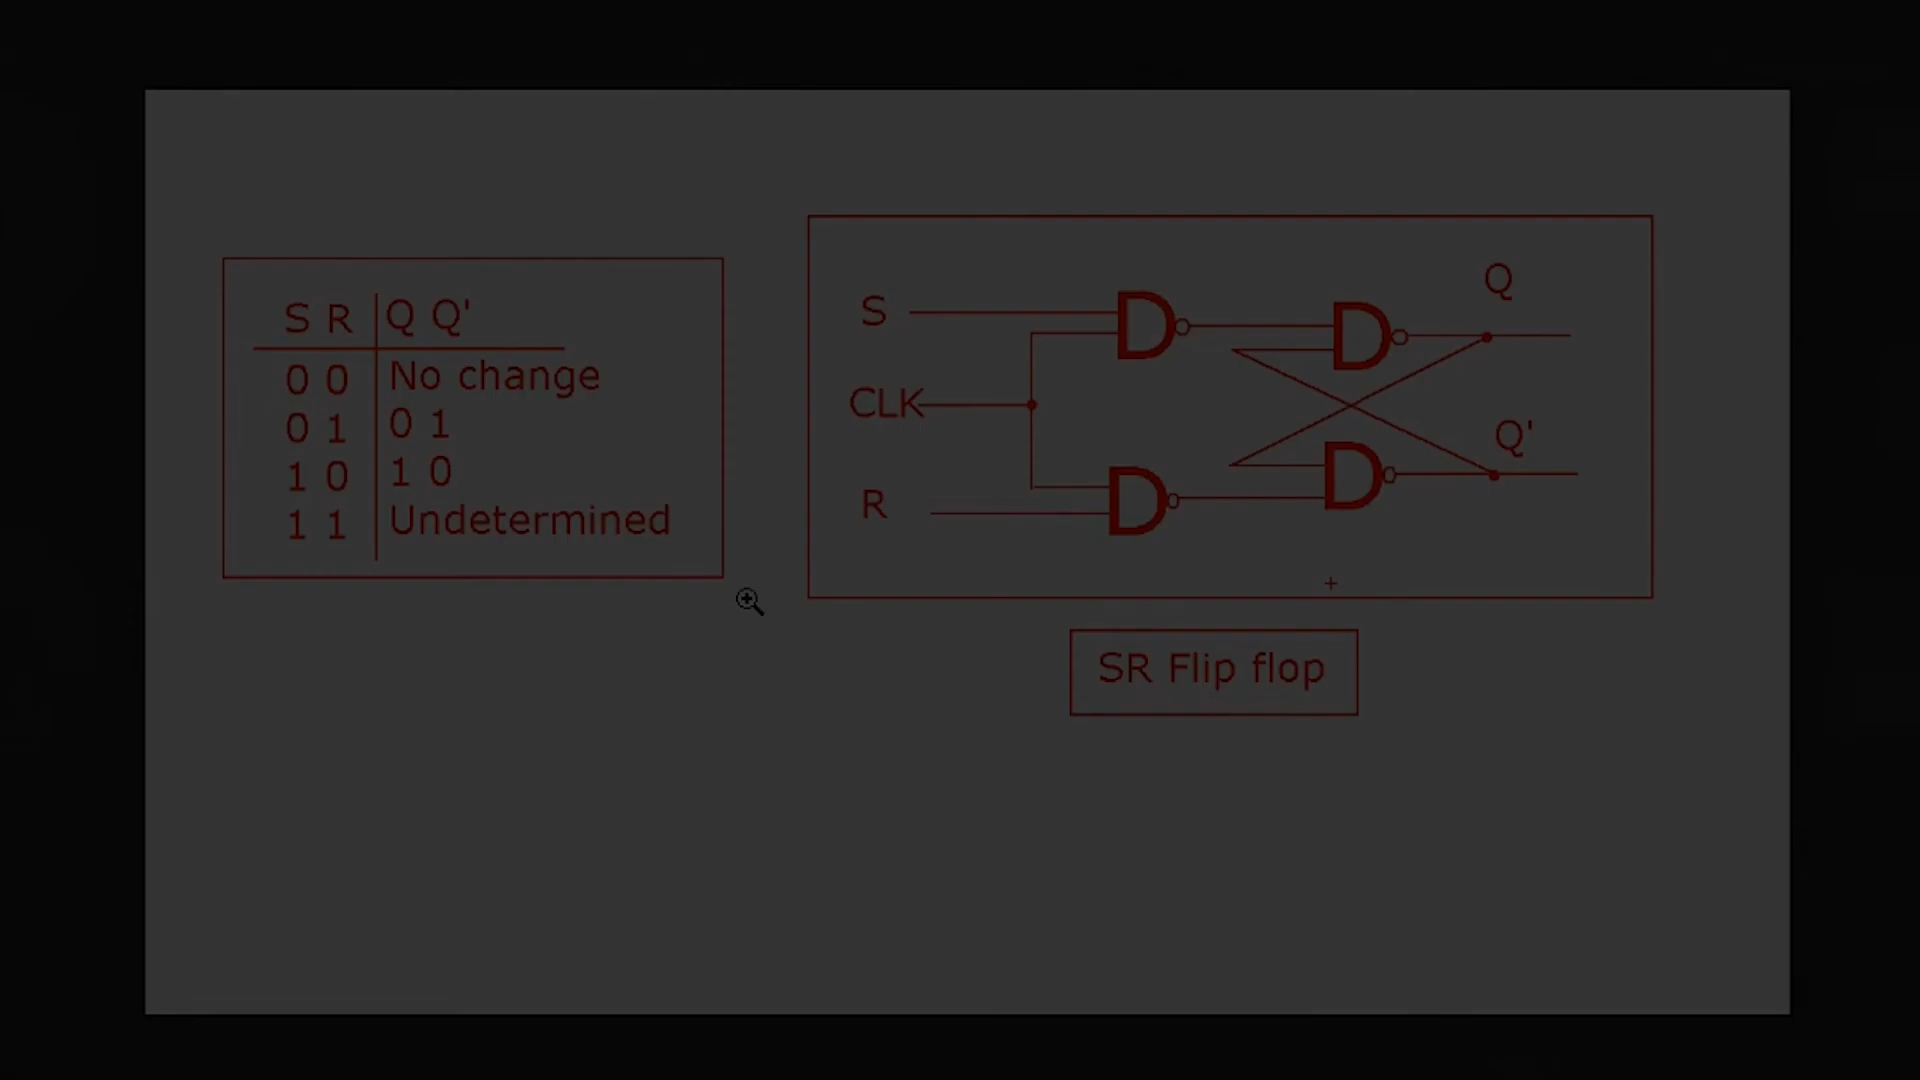 S R Q Q'
0 0 No change
0 1 0 1
1 0 1 0
1 1 Undetermined
S
CLK
R
Q
Q'
SR Flip flop